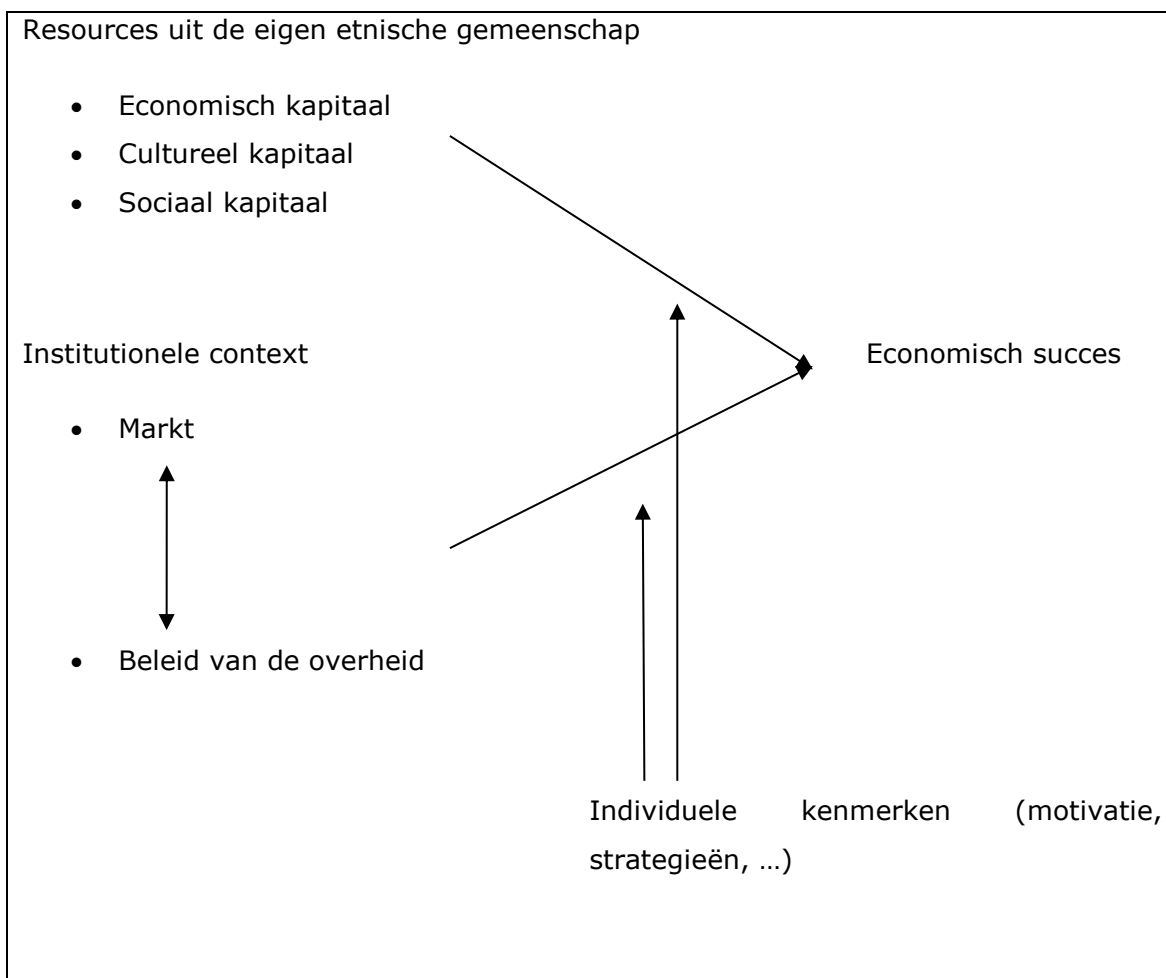 Resources uit de eigen etnische gemeenschap
• Economisch kapitaal
• Cultureel kapitaal
• Sociaal kapitaal
Institutionele context
Economisch succes
• Markt
• Beleid van de overheid
Individuele kenmerken (motivatie,
strategieën, …)